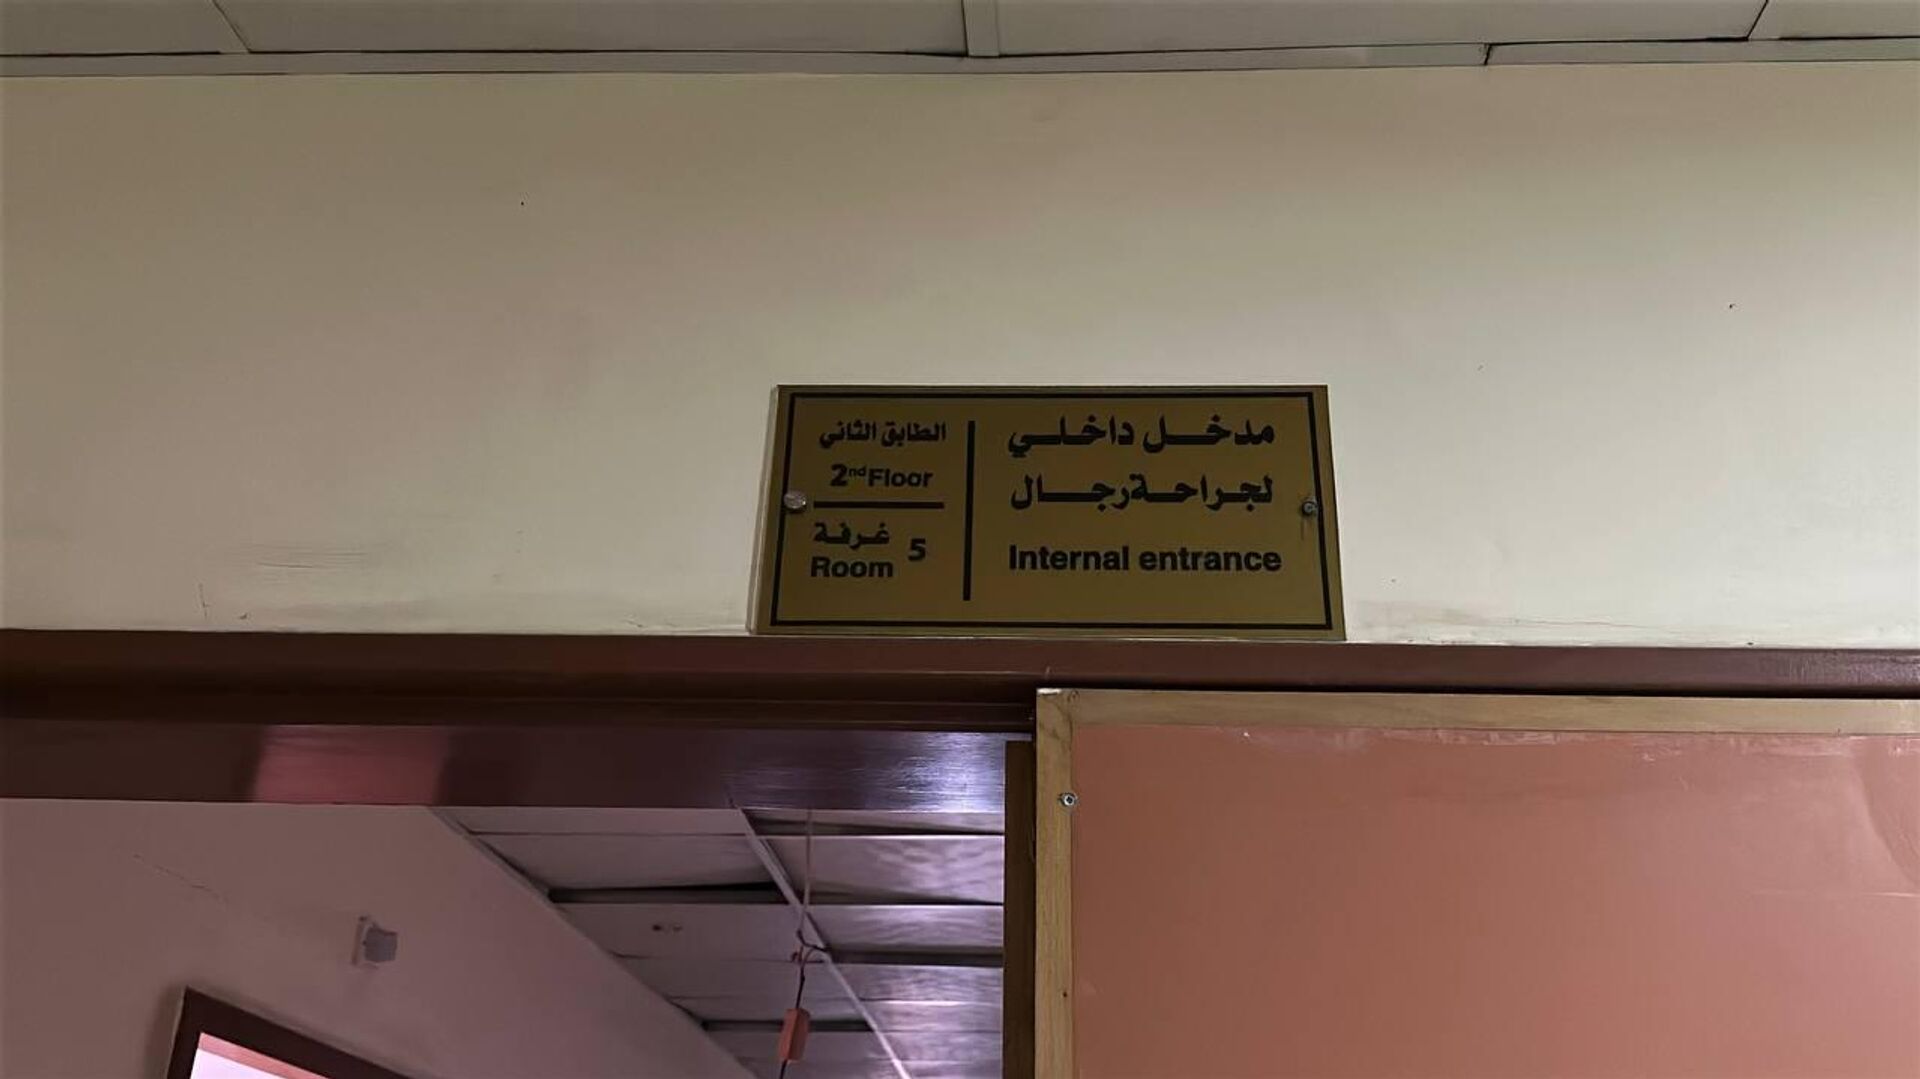 مدخل داخلي
لجراحة رجال
Internal entrance
الطابق الثاني
2nd Floor
غرفة 5
Room